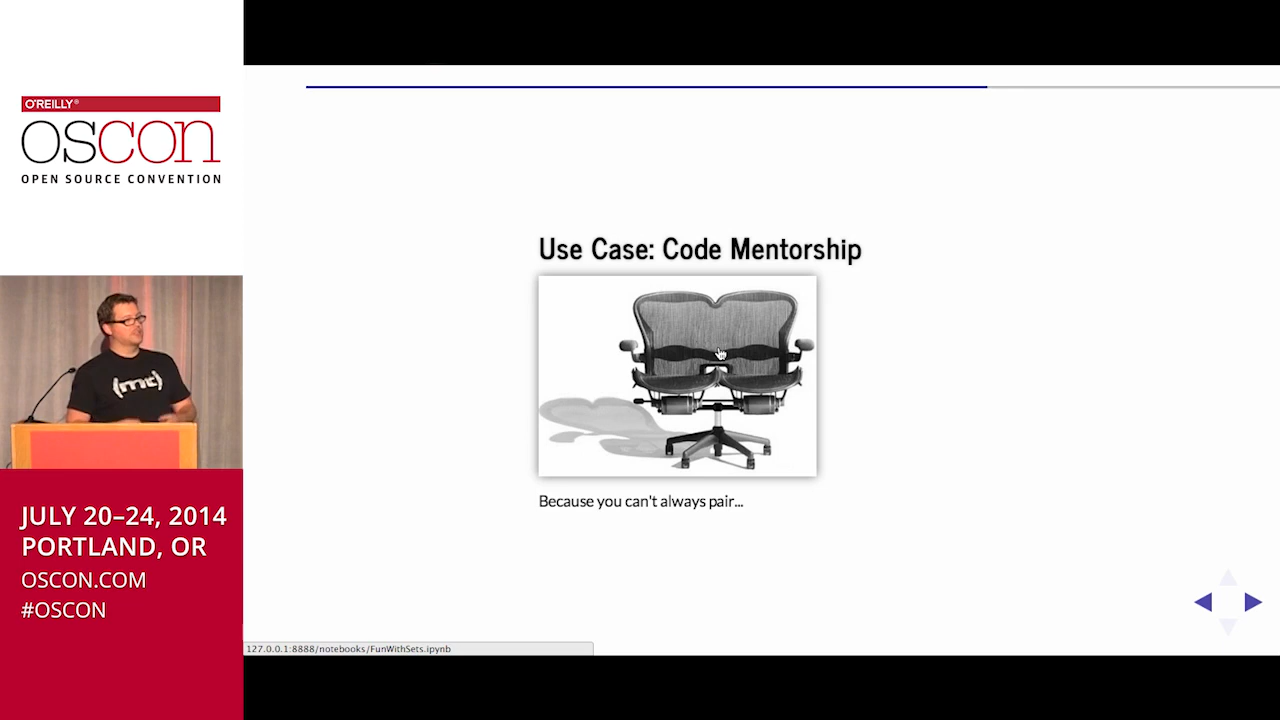 O'REILLY®
OSCON
OPEN SOURCE CONVENTION
(mt)
JULY 20–24, 2014
PORTLAND, OR
OSCON.COM
#OSCON
Use Case: Code Mentorship
Because you can't always pair...
127.0.0.1:8888/notebooks/FunWithSets.ipynb